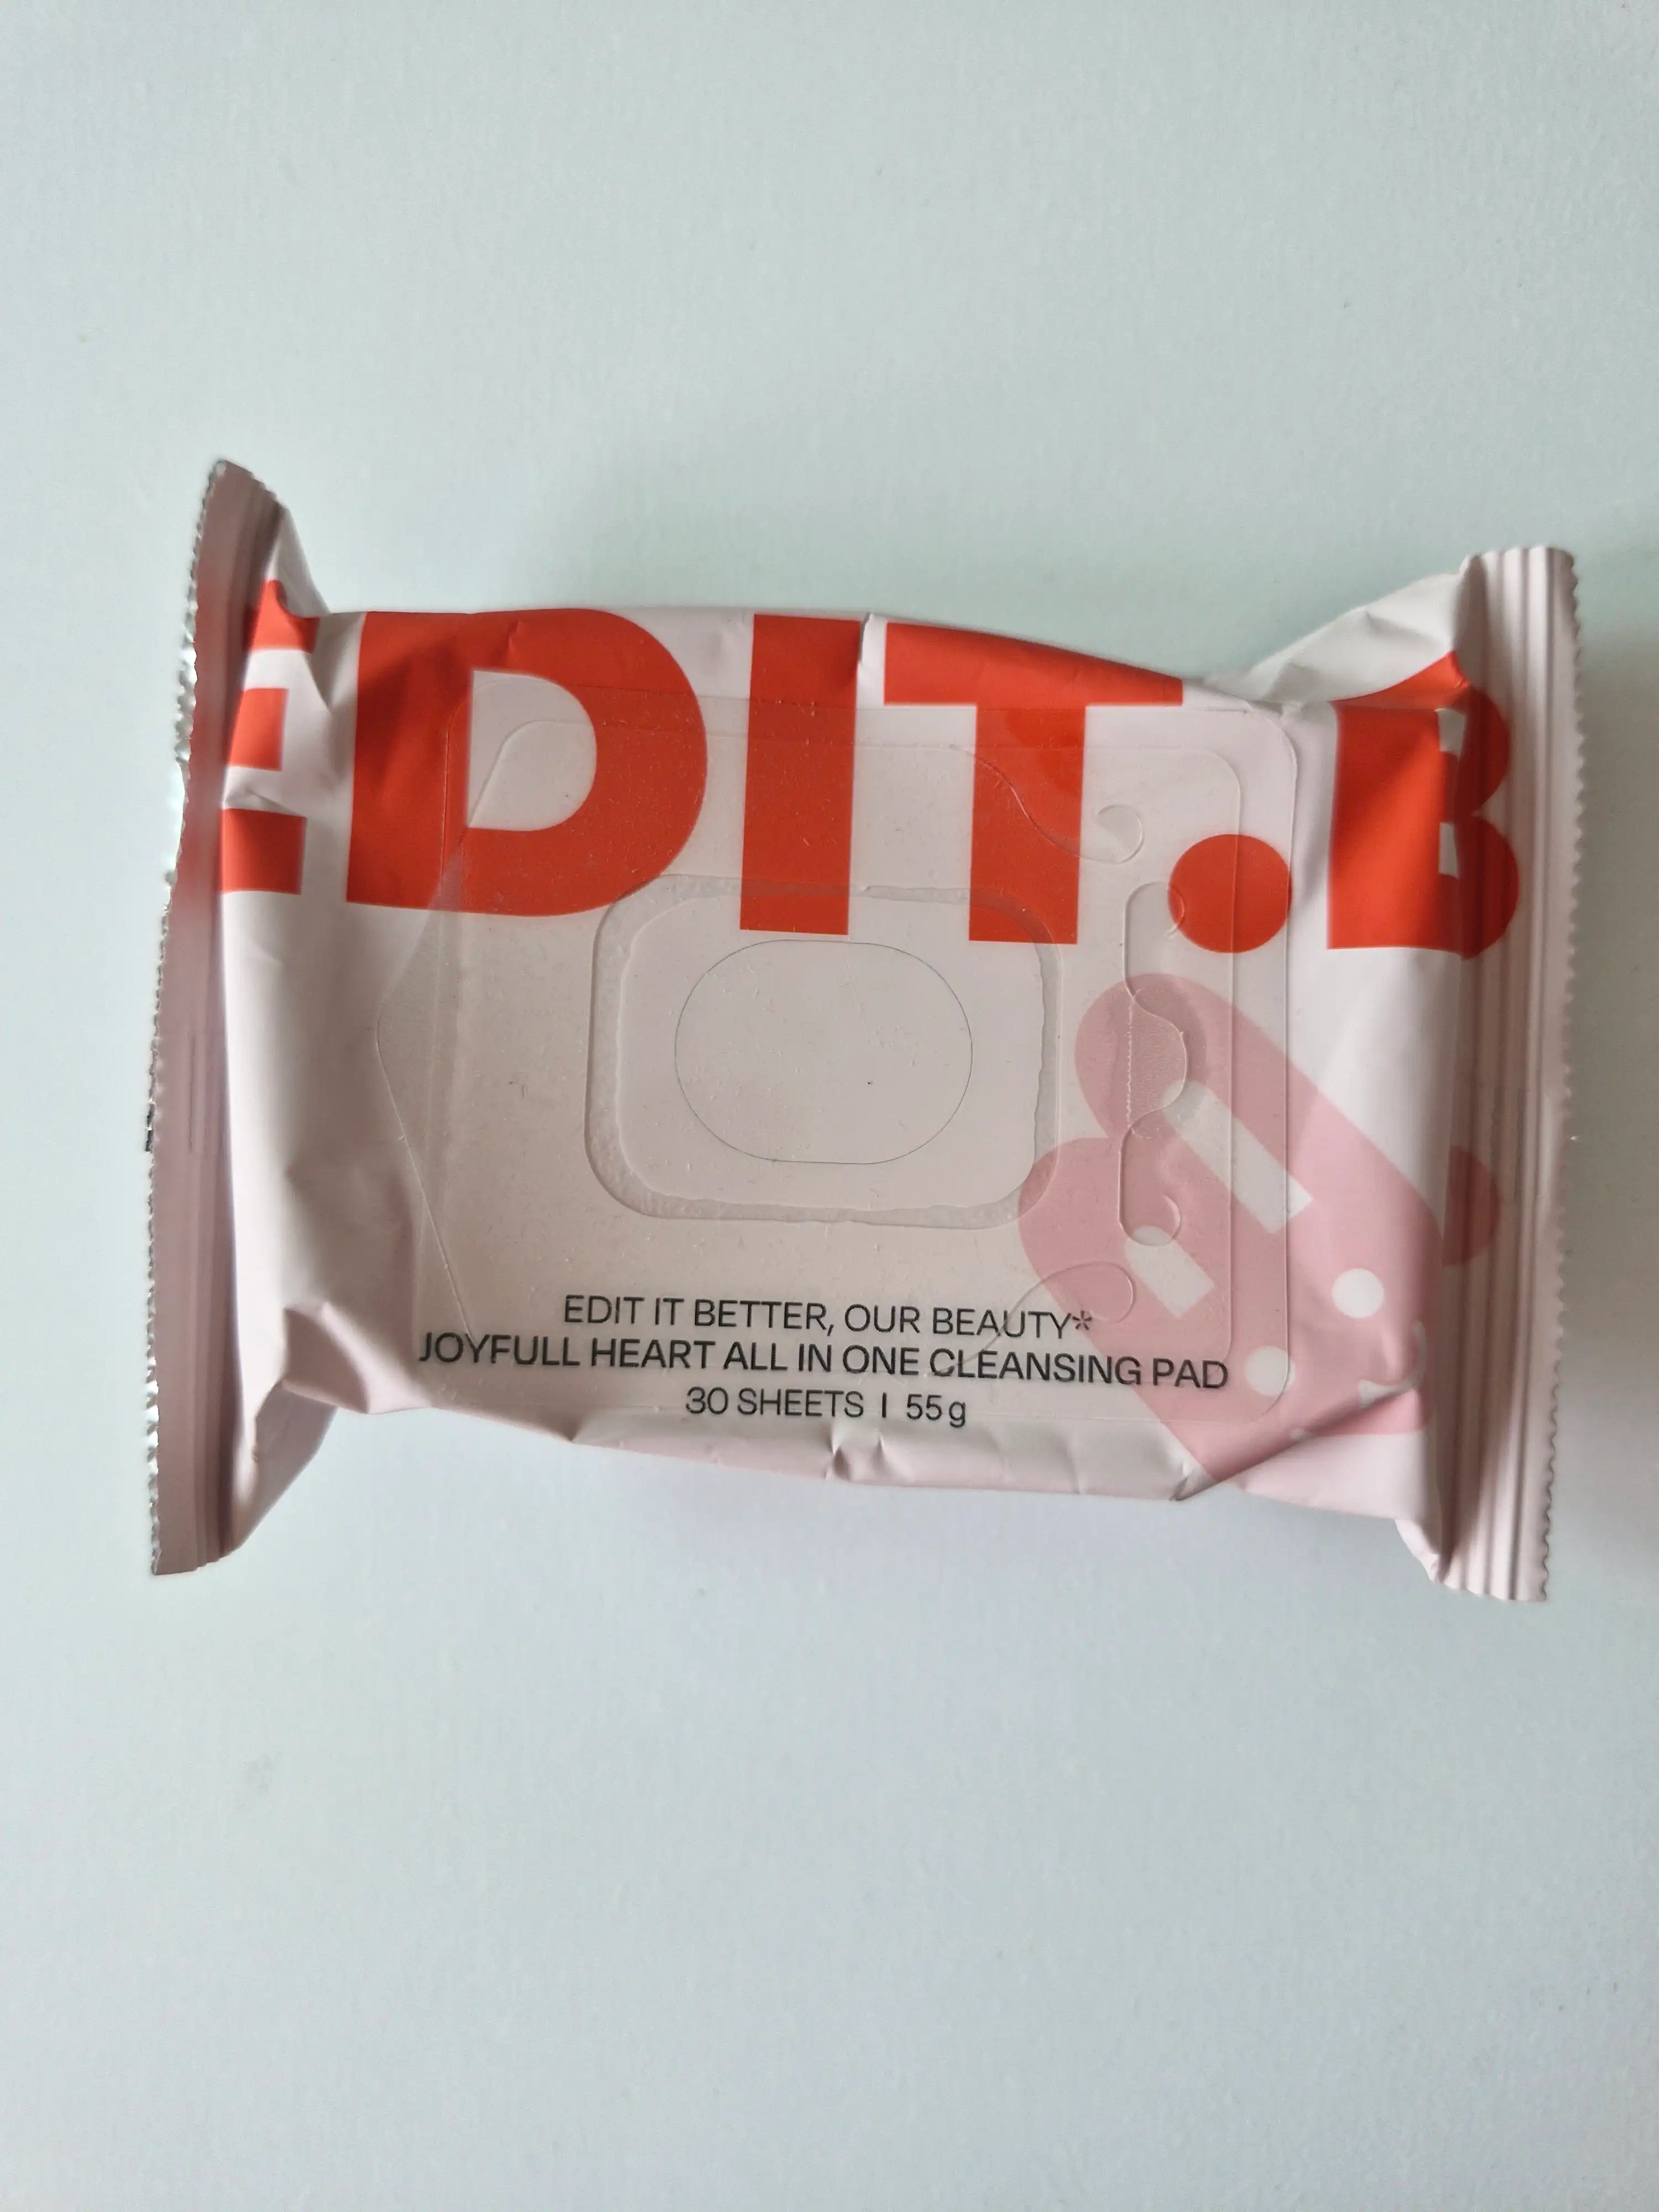 EDIT.B
EDIT IT BETTER, OUR BEAUTY*
JOYFULL HEART ALL IN ONE CLEANSING PAD
30 SHEETS | 55g